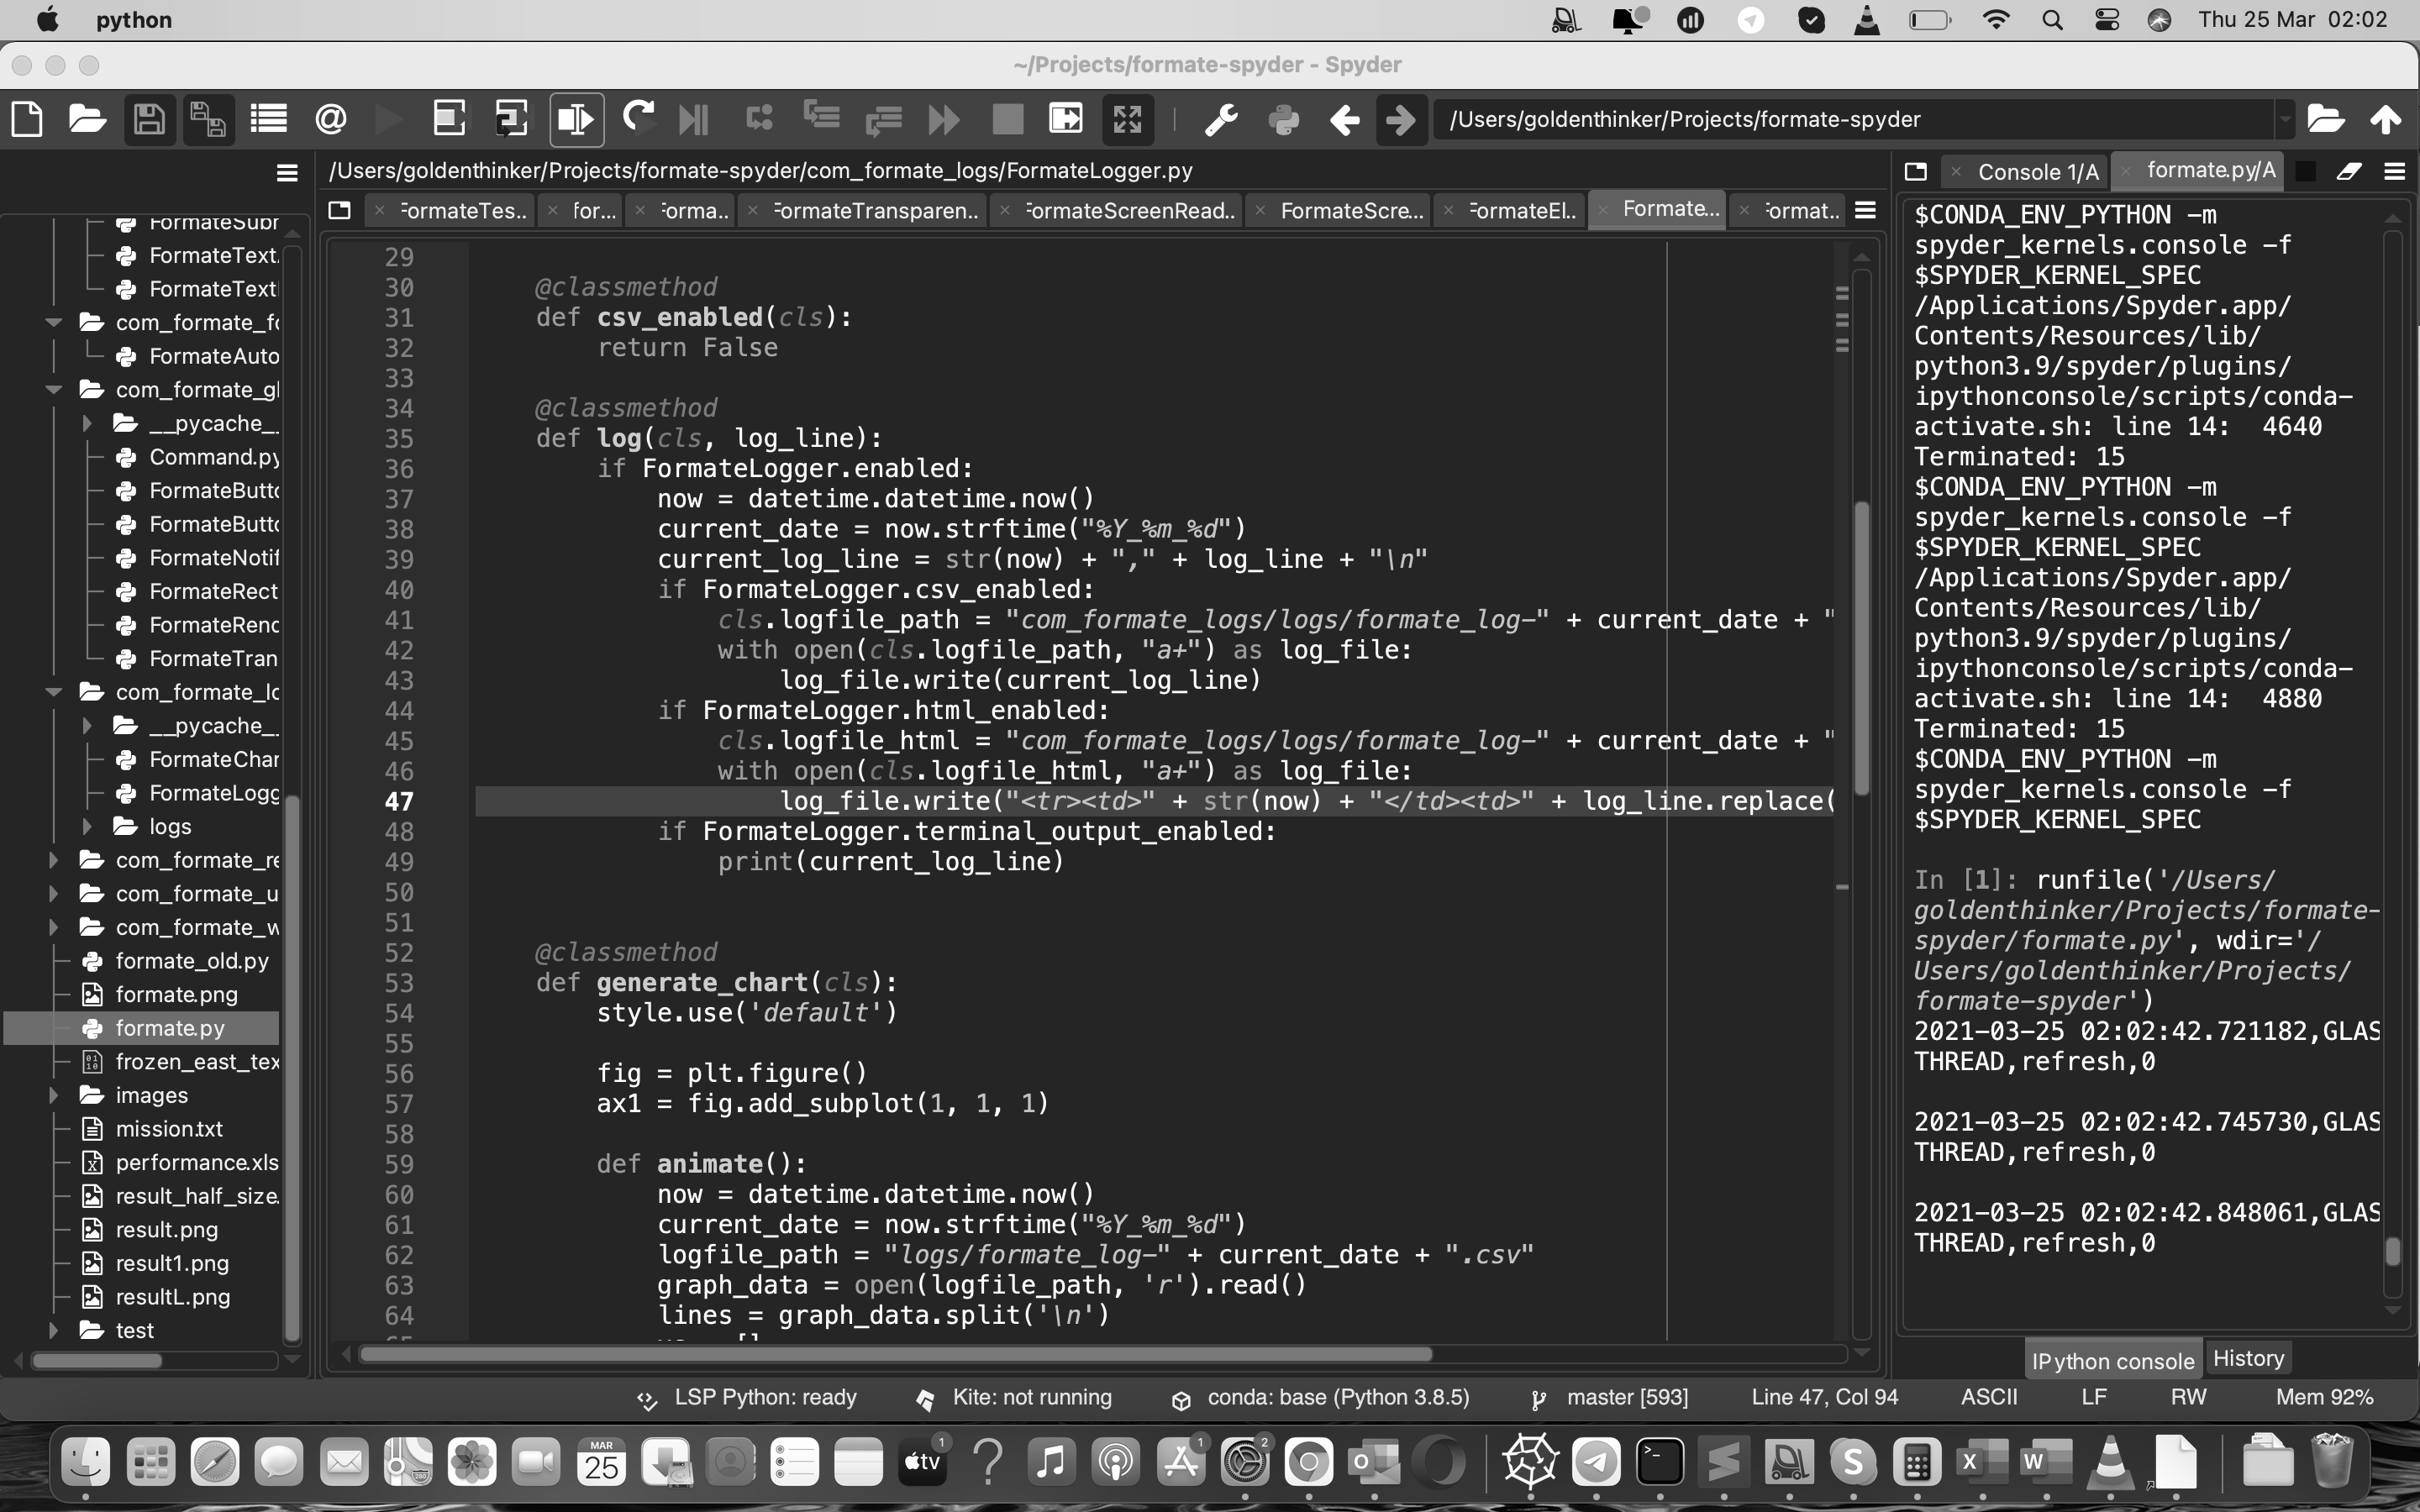 python
Thu 25 Mar 02:02
~/Projects/formate-spyder - Spyder
/Users/goldenthinker/Projects/formate-spyder
/Users/goldenthinker/Projects/formate-spyder/com_formate_logs/FormateLogger.py
FormateTes..
for...
Forma..
FormateTransparen..
FormateScreenRead..
FormateScre...
FormateEl..
Formate...
Format..
Console 1/A
formate.py/A
FormateSubr
FormateText.
FormateText
com_formate_fo
FormateAuto
com_formate_gl
__pycache__
Command.py
FormateButto
FormateButto
FormateNotif
FormateRect
FormateRend
FormateTran
com_formate_lo
__pycache__
FormateChar
FormateLogg
logs
com_formate_re
com_formate_u
com_formate_w
formate_old.py
formate.png
formate.py
frozen_east_tex
images
mission.txt
performance.xls
result_half_size.
result.png
result1.png
resultL.png
test
29
30 @classmethod
31 def csv_enabled(cls):
32 return False
33
34 @classmethod
35 def log(cls, log_line):
36 if FormateLogger.enabled:
37 now = datetime.datetime.now()
38 current_date = now.strftime("%Y_%m_%d")
39 current_log_line = str(now) + "," + log_line + "\n"
40 if FormateLogger.csv_enabled:
41 cls.logfile_path = "com_formate_logs/logs/formate_log-" + current_date + "
42 with open(cls.logfile_path, "a+") as log_file:
43 log_file.write(current_log_line)
44 if FormateLogger.html_enabled:
45 cls.logfile_html = "com_formate_logs/logs/formate_log-" + current_date + "
46 with open(cls.logfile_html, "a+") as log_file:
47 log_file.write("<tr><td>" + str(now) + "</td><td>" + log_line.replace(
48 if FormateLogger.terminal_output_enabled:
49 print(current_log_line)
50
51
52 @classmethod
53 def generate_chart(cls):
54 style.use('default')
55
56 fig = plt.figure()
57 ax1 = fig.add_subplot(1, 1, 1)
58
59 def animate():
60 now = datetime.datetime.now()
61 current_date = now.strftime("%Y_%m_%d")
62 logfile_path = "logs/formate_log-" + current_date + ".csv"
63 graph_data = open(logfile_path, 'r').read()
64 lines = graph_data.split('\n')
$CONDA_ENV_PYTHON -m
spyder_kernels.console -f
$SPYDER_KERNEL_SPEC
/Applications/Spyder.app/
Contents/Resources/lib/
python3.9/spyder/plugins/
ipythonconsole/scripts/conda-
activate.sh: line 14:  4640
Terminated: 15
$CONDA_ENV_PYTHON -m
spyder_kernels.console -f
$SPYDER_KERNEL_SPEC
/Applications/Spyder.app/
Contents/Resources/lib/
python3.9/spyder/plugins/
ipythonconsole/scripts/conda-
activate.sh: line 14:  4880
Terminated: 15
$CONDA_ENV_PYTHON -m
spyder_kernels.console -f
$SPYDER_KERNEL_SPEC
In [1]: runfile('/Users/
goldenthinker/Projects/formate-
spyder/formate.py', wdir='/
Users/goldenthinker/Projects/
formate-spyder')
2021-03-25 02:02:42.721182,GLAS
THREAD,refresh,0
2021-03-25 02:02:42.745730,GLAS
THREAD,refresh,0
2021-03-25 02:02:42.848061,GLAS
THREAD,refresh,0
IPython console
History
LSP Python: ready
Kite: not running
conda: base (Python 3.8.5)
master [593]
Line 47, Col 94
ASCII
LF
RW
Mem 92%
MAR
25
280
tv
1
1
2